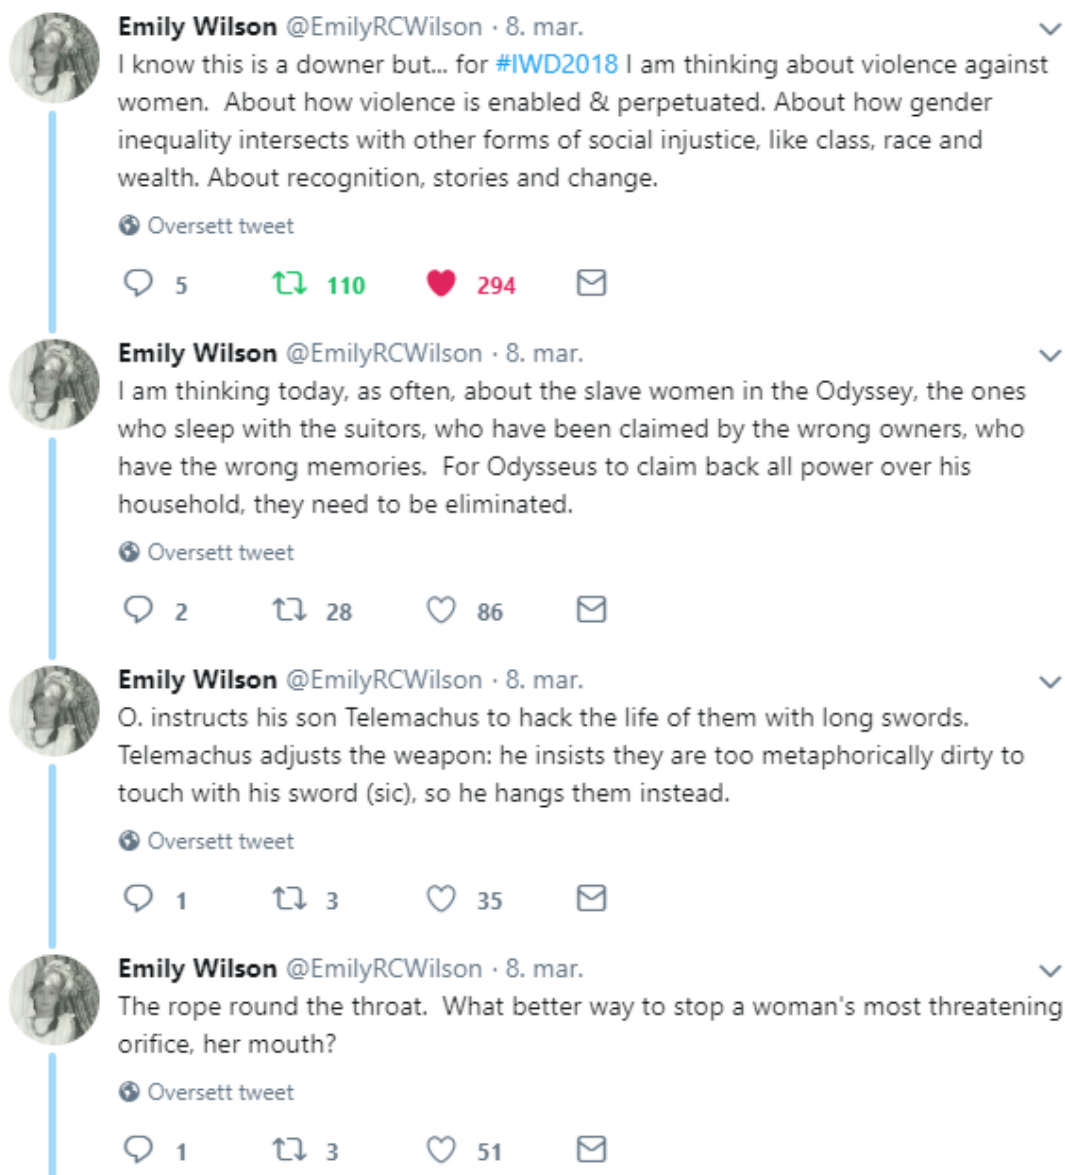 Emily Wilson @EmilyRCWilson · 8. mar.
I know this is a downer but... for #IWD2018 I am thinking about violence against
women.  About how violence is enabled & perpetuated. About how gender
inequality intersects with other forms of social injustice, like class, race and
wealth. About recognition, stories and change.
Oversett tweet
5 110 294
Emily Wilson @EmilyRCWilson · 8. mar.
I am thinking today, as often, about the slave women in the Odyssey, the ones
who sleep with the suitors, who have been claimed by the wrong owners, who
have the wrong memories.  For Odysseus to claim back all power over his
household, they need to be eliminated.
Oversett tweet
2 28 86
Emily Wilson @EmilyRCWilson · 8. mar.
O. instructs his son Telemachus to hack the life of them with long swords.
Telemachus adjusts the weapon: he insists they are too metaphorically dirty to
touch with his sword (sic), so he hangs them instead.
Oversett tweet
1 3 35
Emily Wilson @EmilyRCWilson · 8. mar.
The rope round the throat.  What better way to stop a woman's most threatening
orifice, her mouth?
Oversett tweet
1 3 51